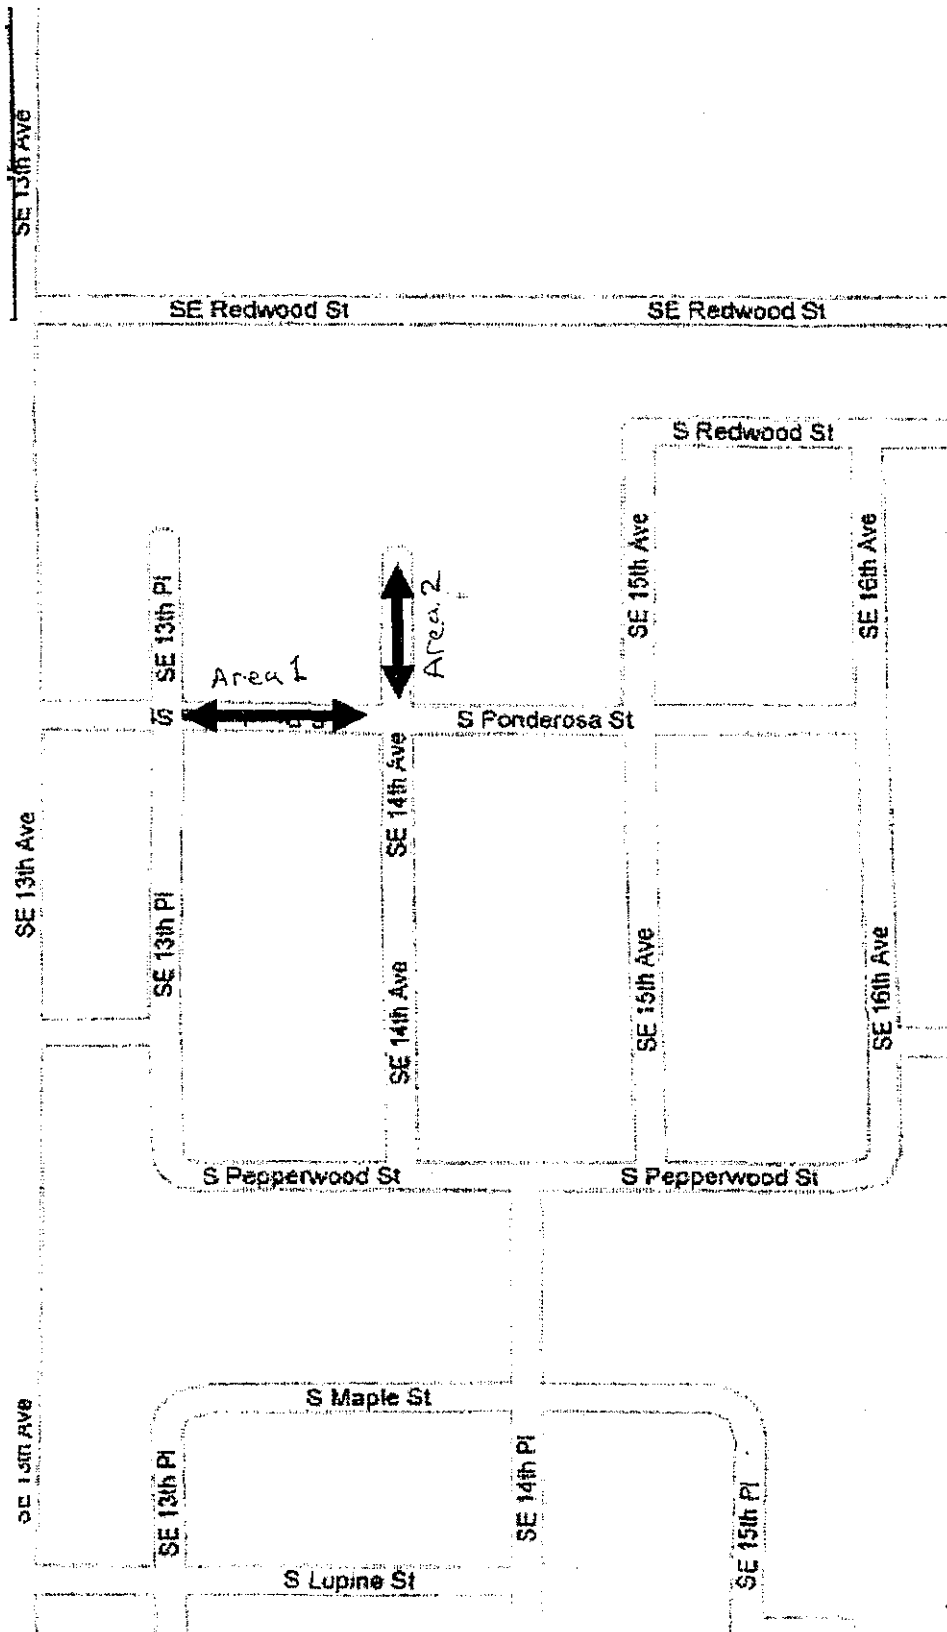 SE 13th Ave
SE Redwood St
SE Redwood St
S Redwood St
SE 15th Ave
SE 16th Ave
SE 13th Pl
Area 1
Area 2
S Ponderosa St
SE 14th Ave
SE 13th Ave
SE 13th Pl
SE 14th Ave
SE 15th Ave
SE 16th Ave
S Pepperwood St
S Pepperwood St
S Maple St
SE 13th Ave
SE 13th Pl
SE 14th Pl
SE 15th Pl
S Lupine St